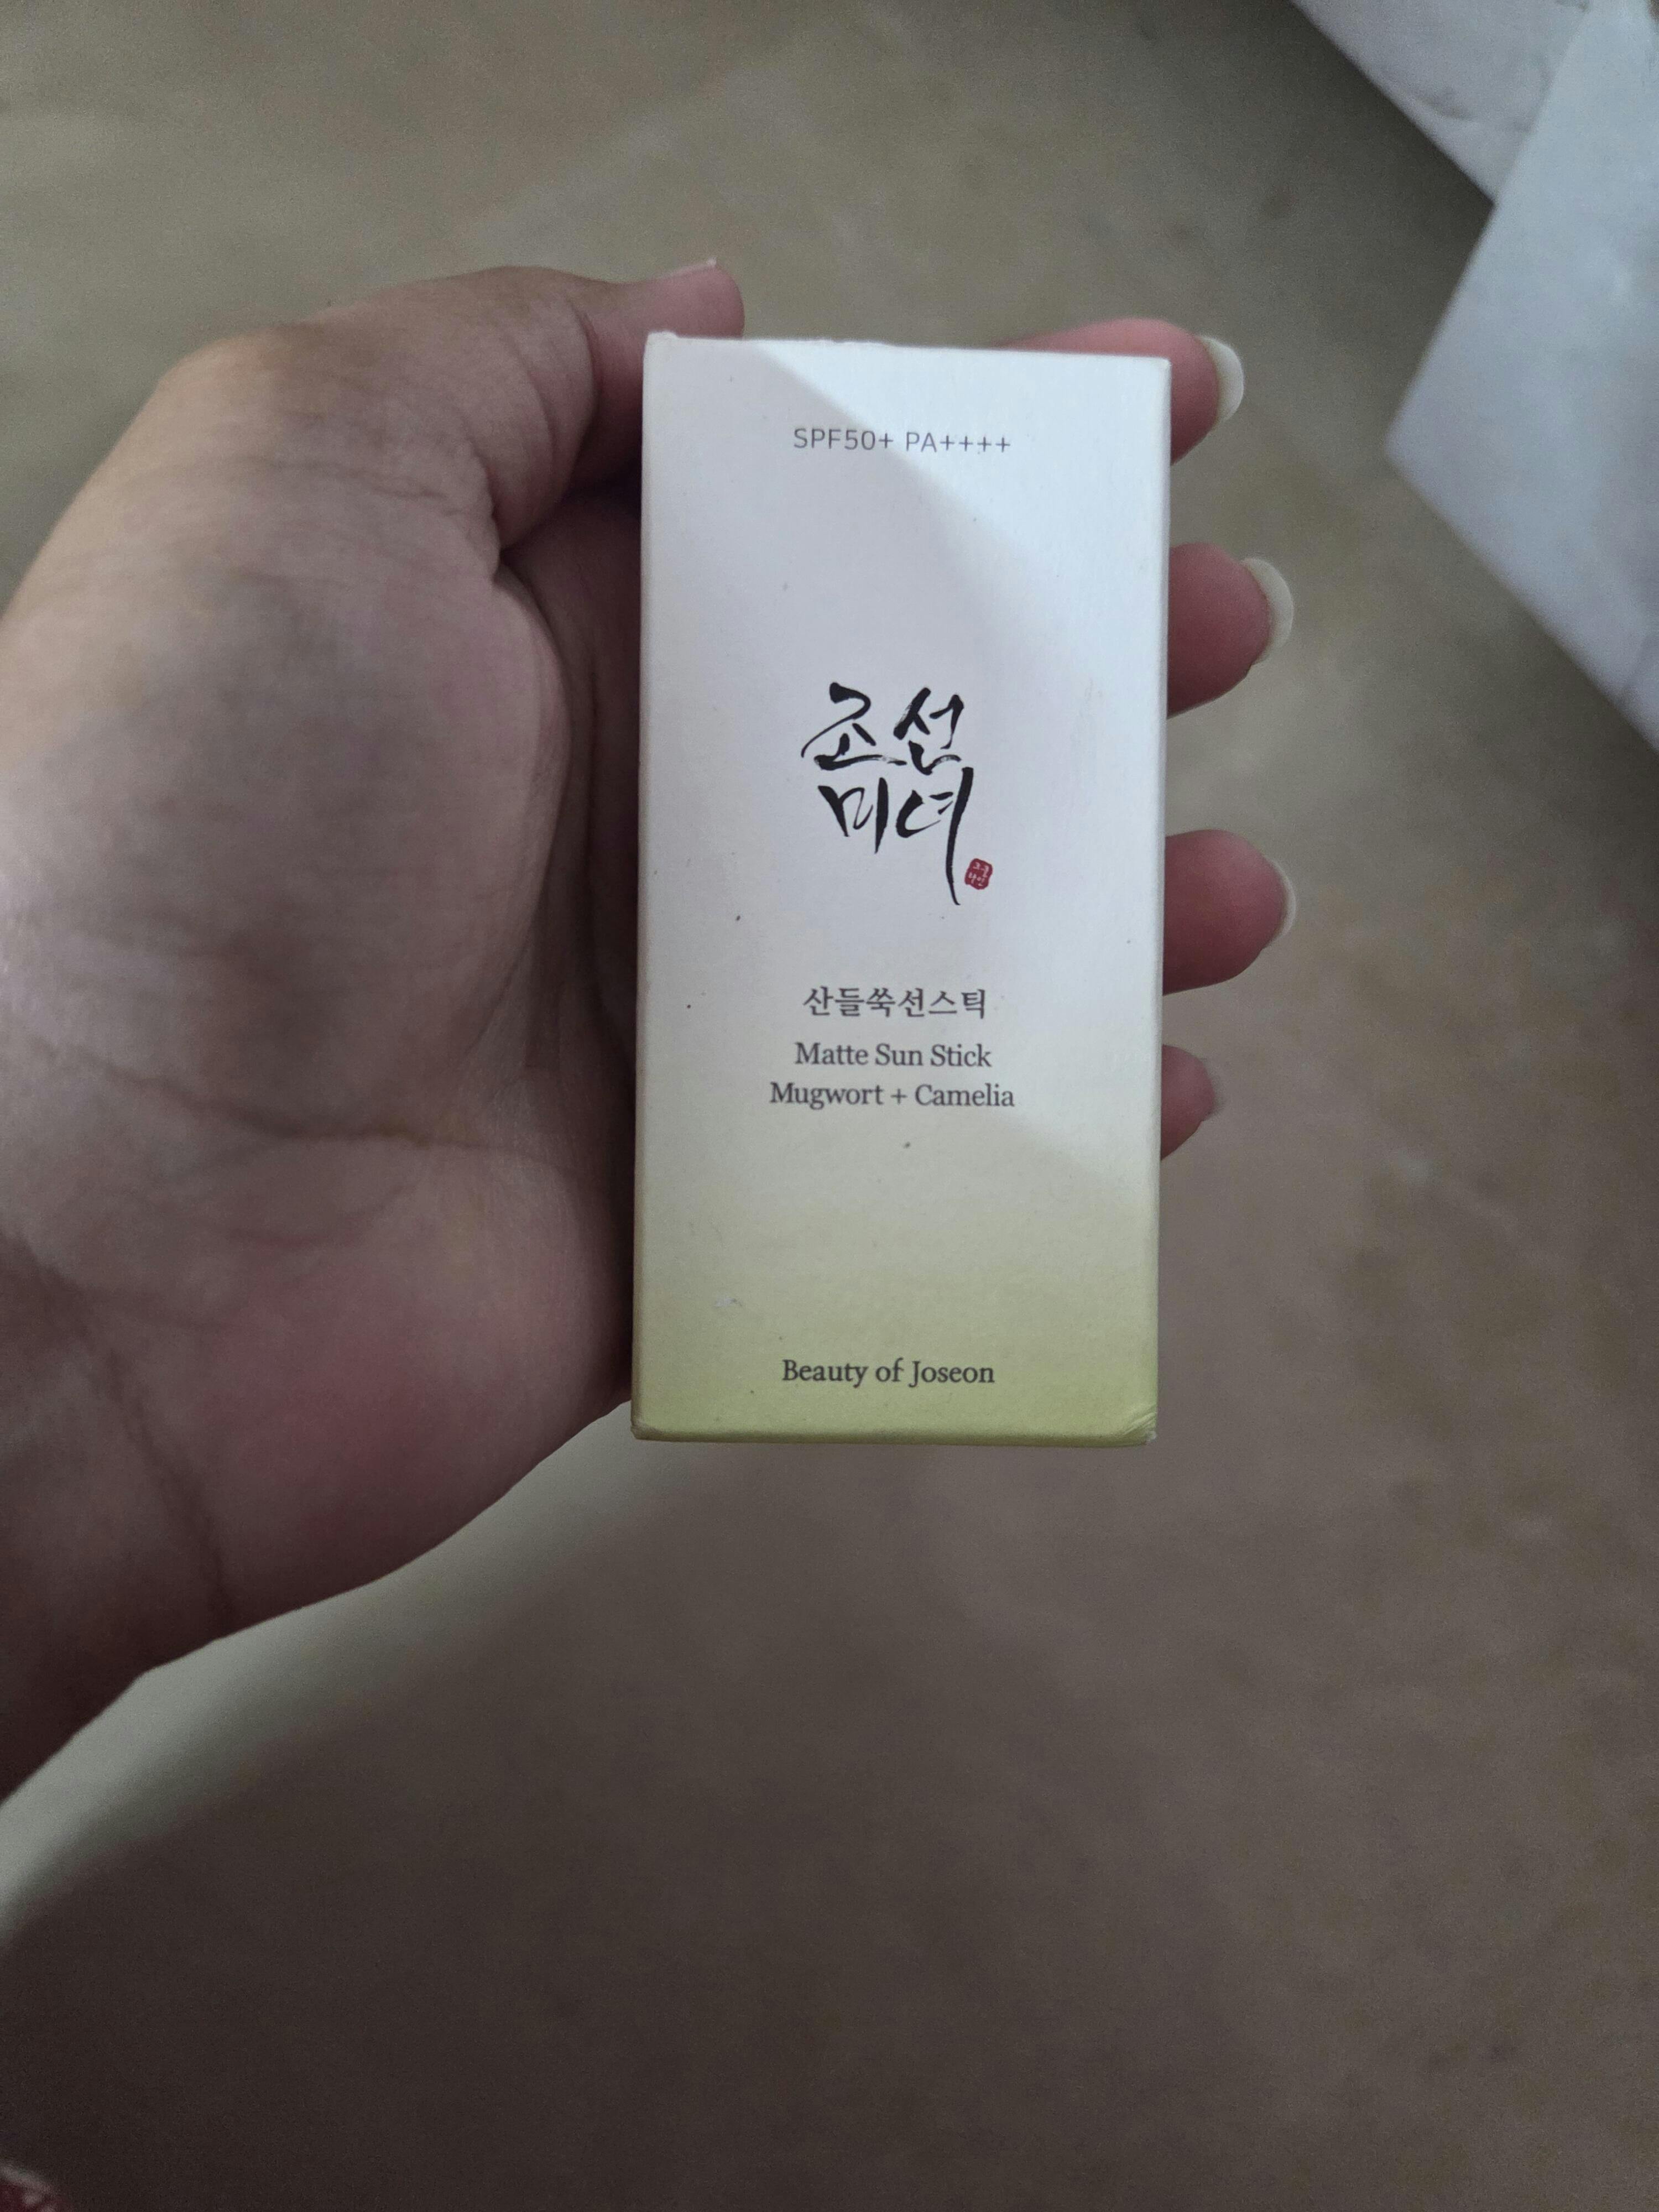 SPF50+ PA++++
조선
미녀
산들쑥선스틱
Matte Sun Stick
Mugwort + Camelia
Beauty of Joseon